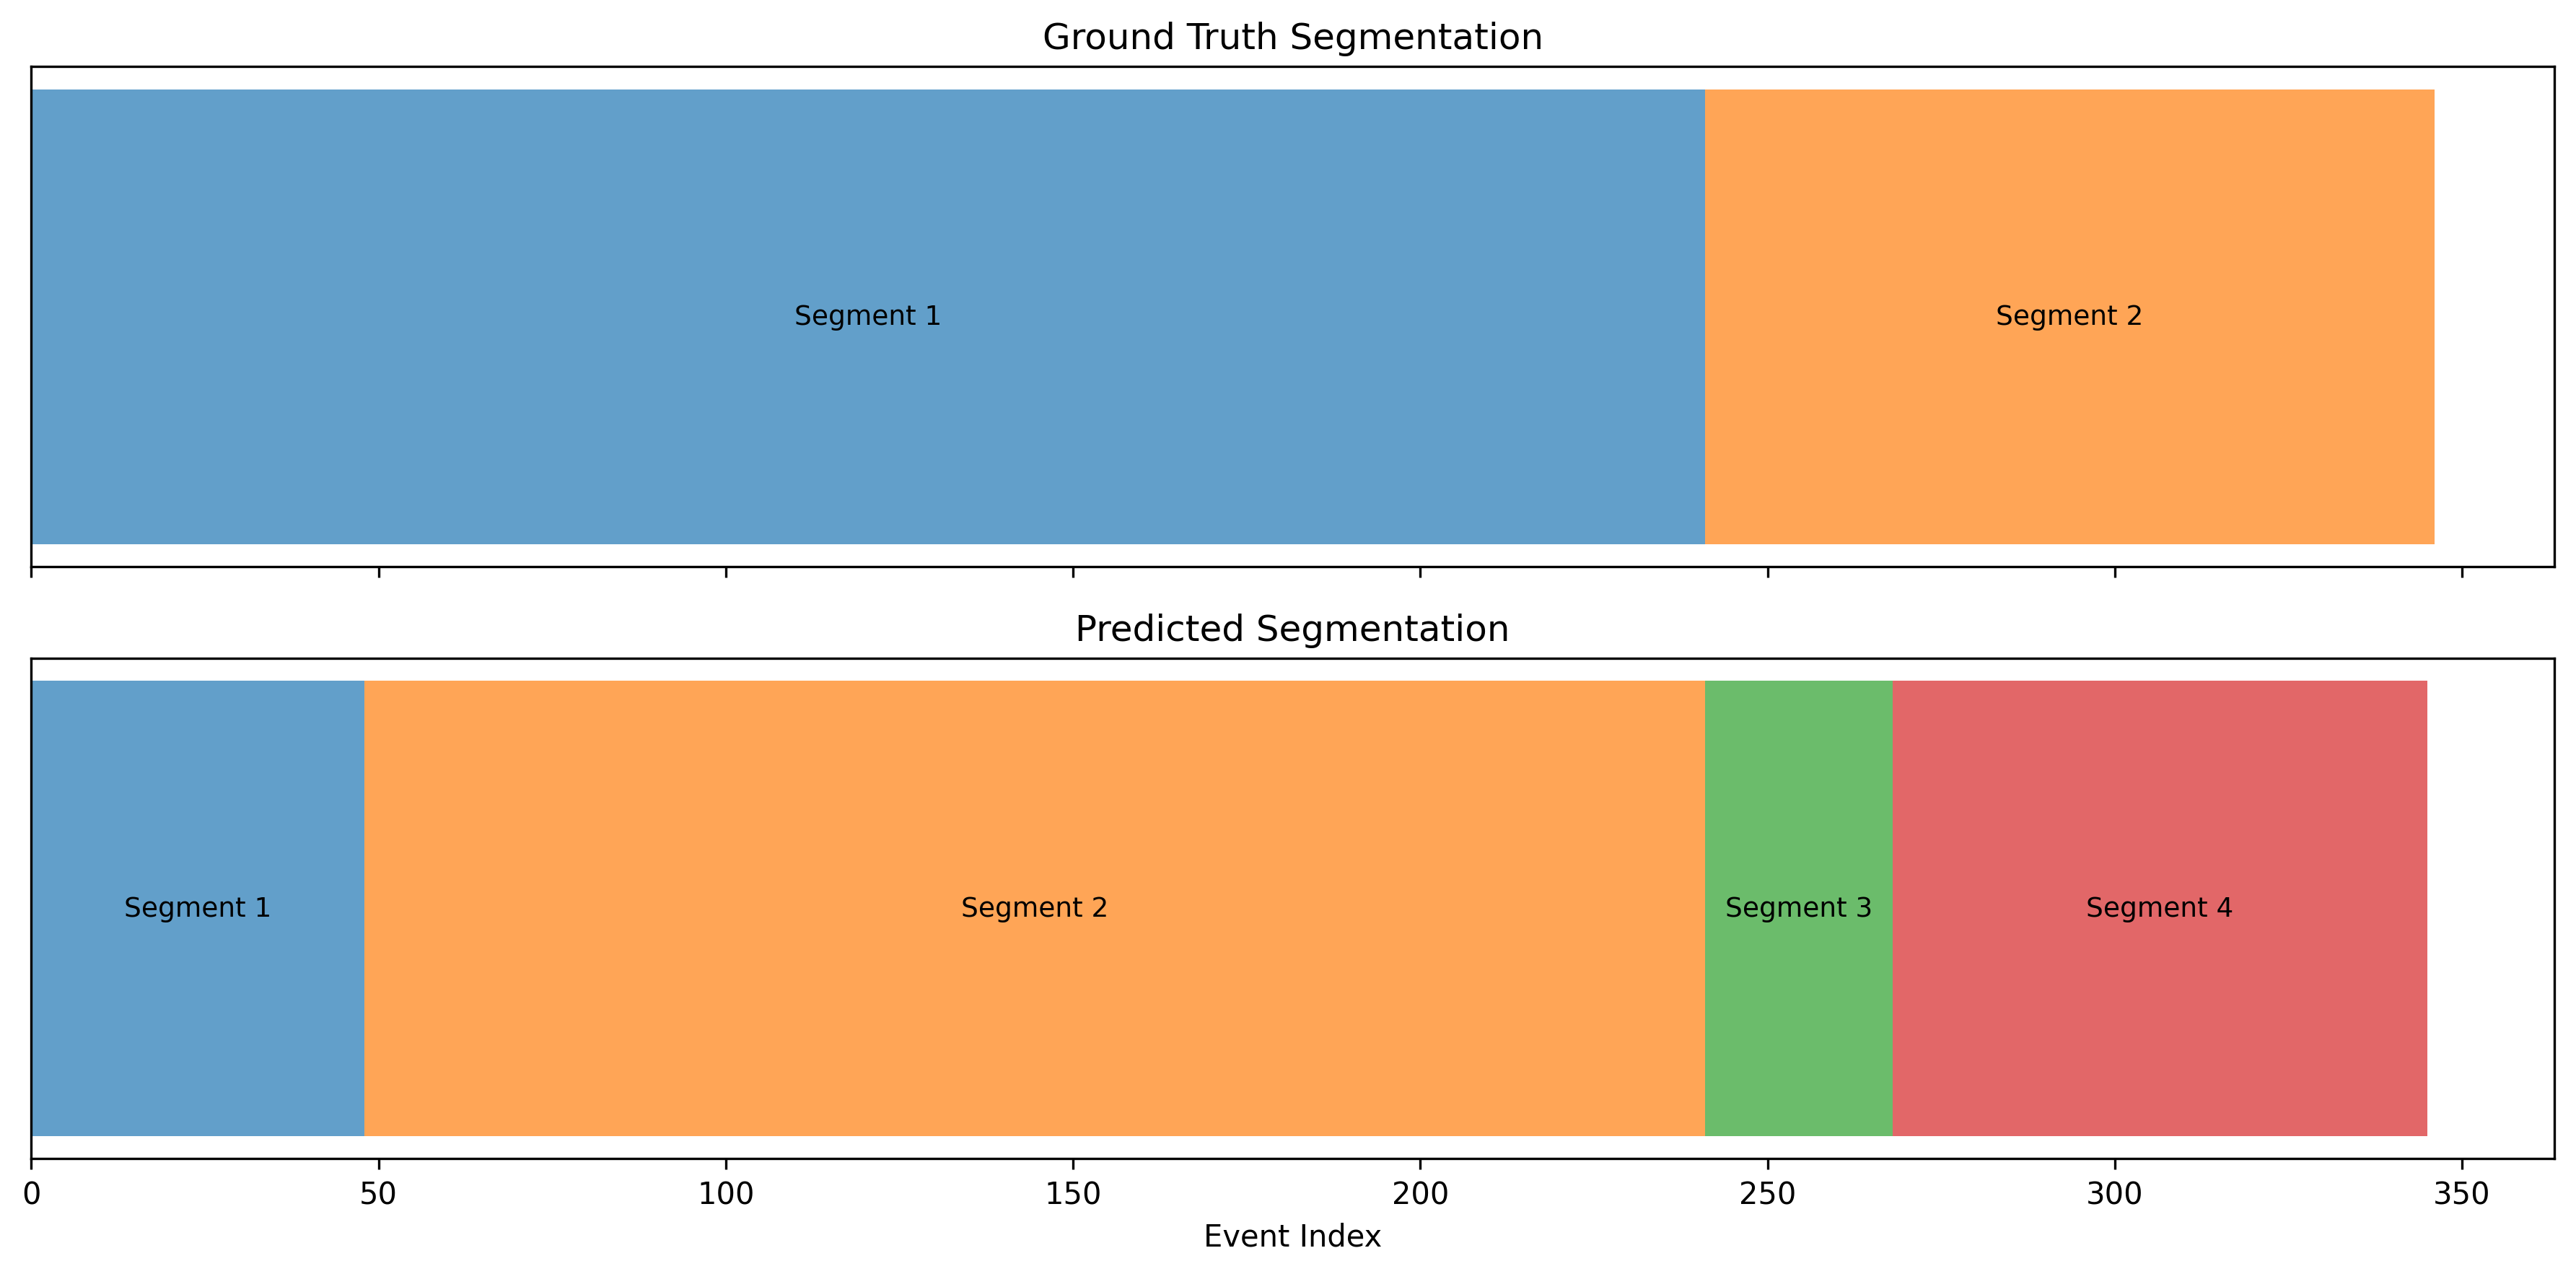 Ground Truth Segmentation
Segment 1
Segment 2
Predicted Segmentation
Segment 1
Segment 2
Segment 3
Segment 4
0 50 100 150 200 250 300 350
Event Index